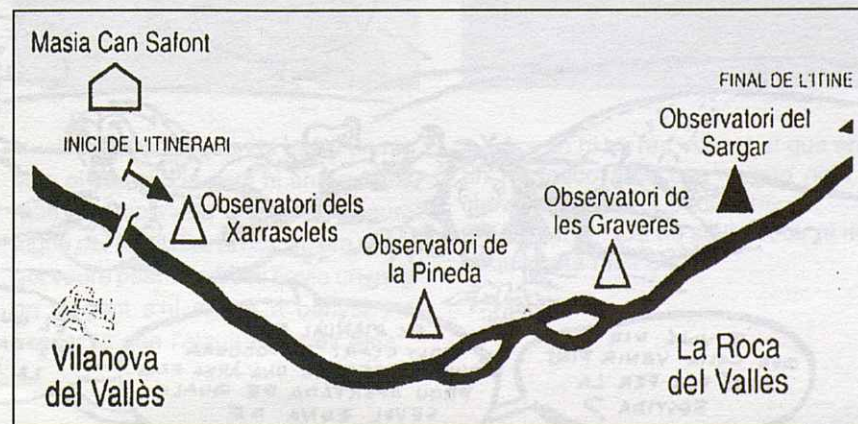 Masia Can Safont
FINAL DE L'ITINE
Observatori del
Sargar
INICI DE L'ITINERARI
Observatori dels
Xarrasclets
Observatori de
les Graveres
Observatori de
la Pineda
Vilanova
del Vallès
La Roca
del Vallès